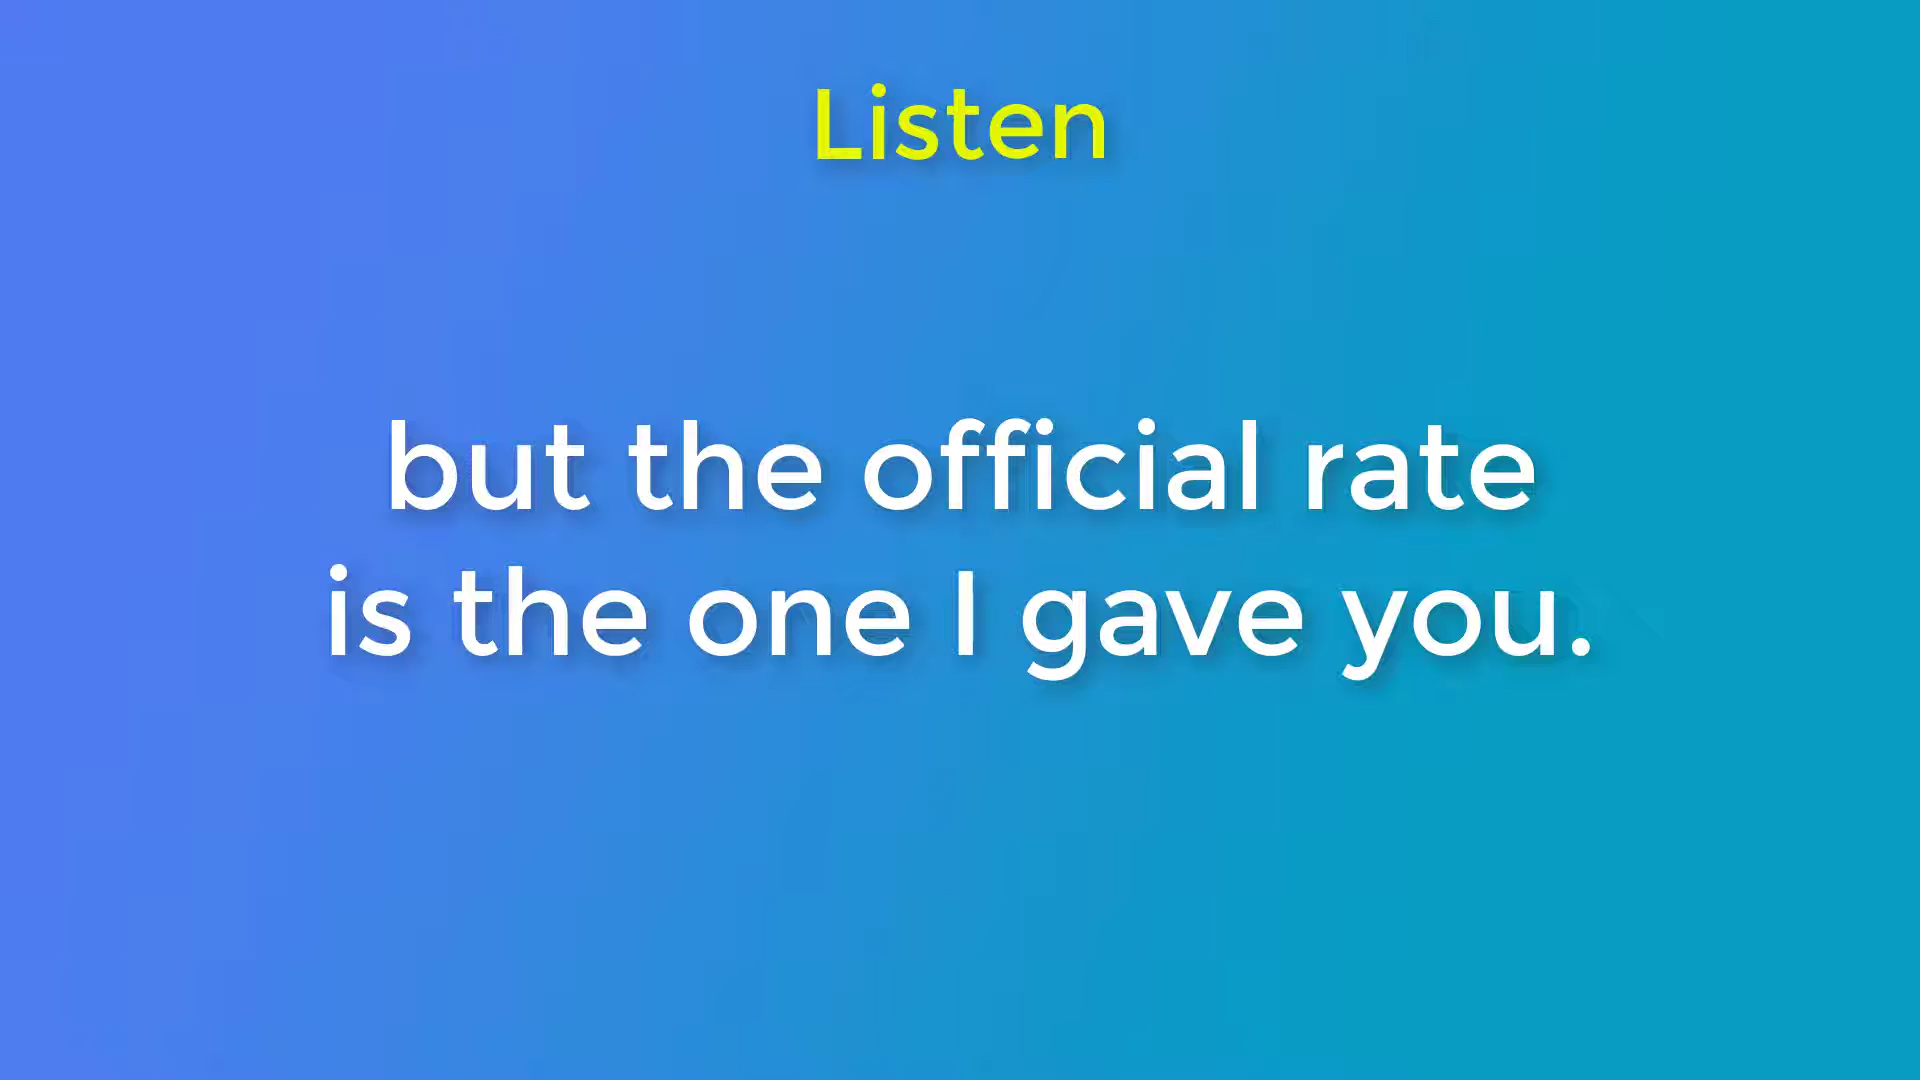 Listen
but the official rate
is the one I gave you.